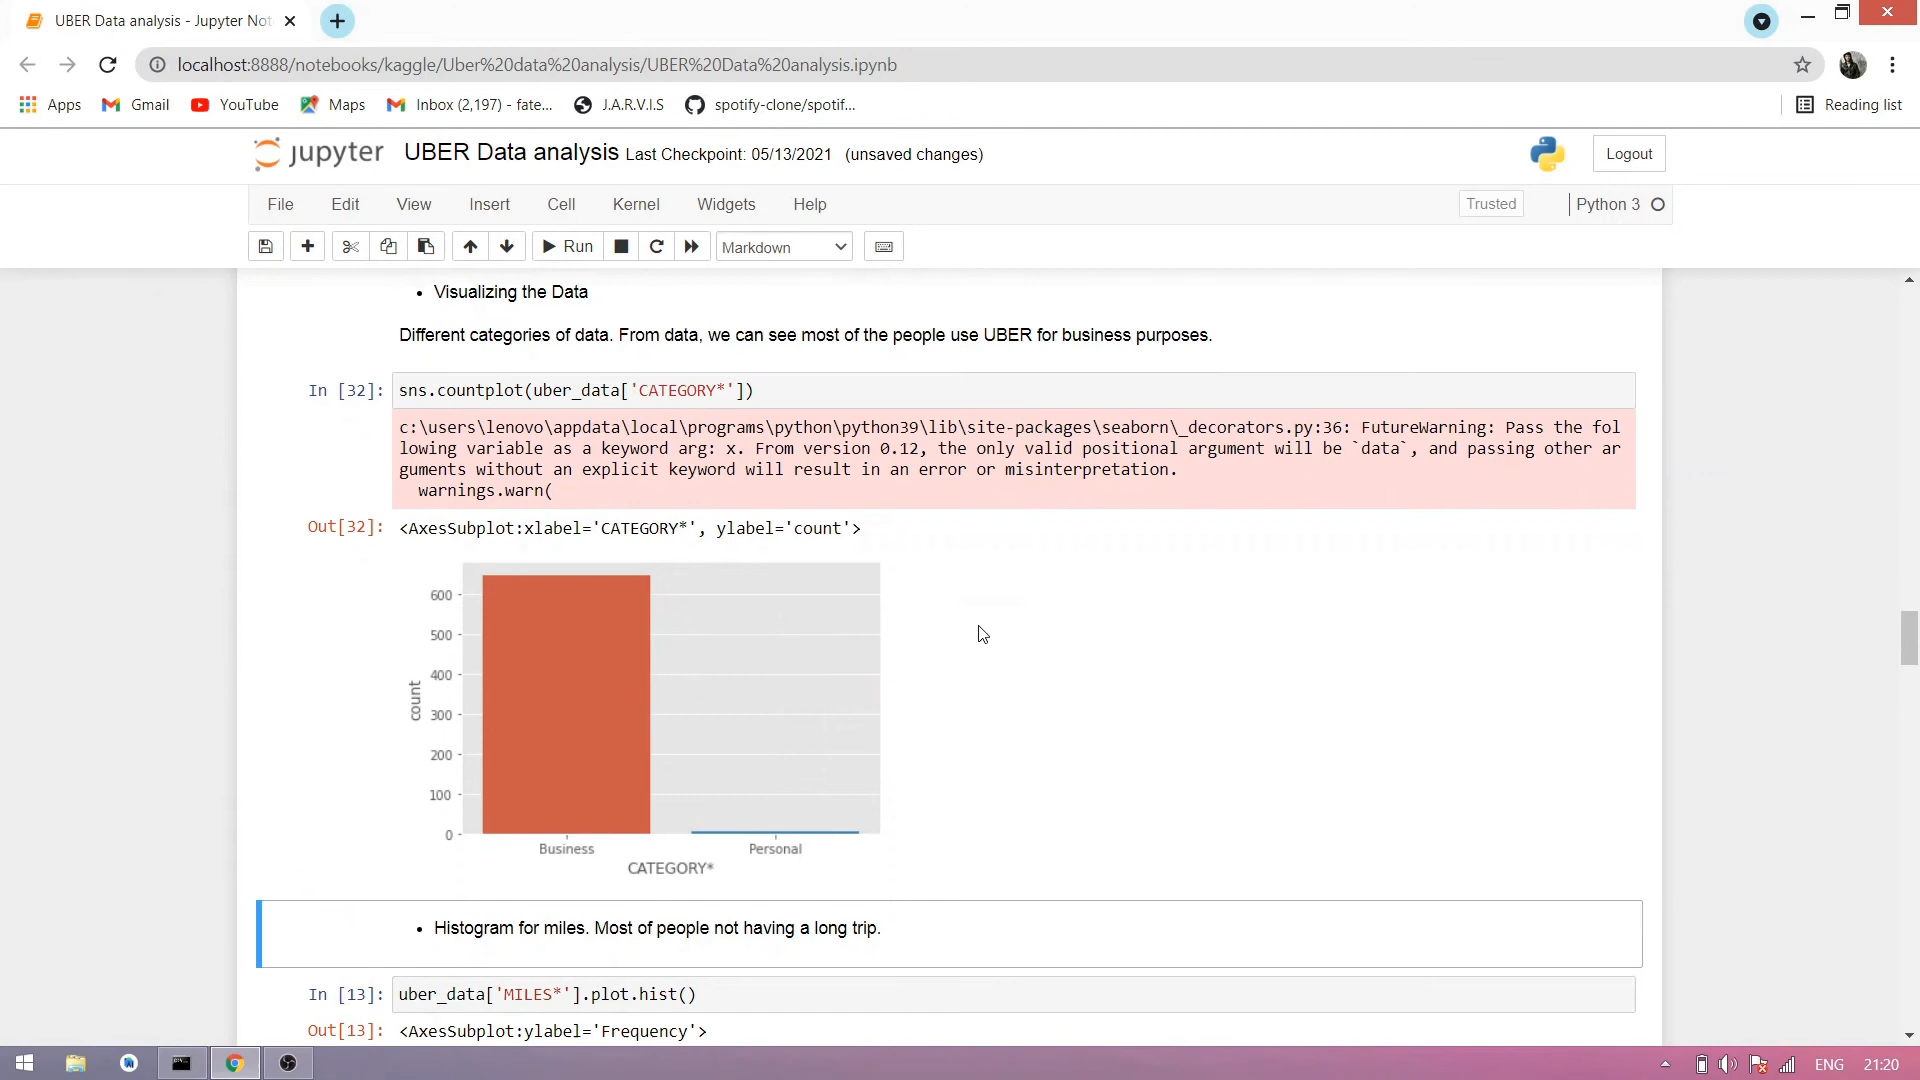 UBER Data analysis - Jupyter Not
localhost:8888/notebooks/kaggle/Uber%20data%20analysis/UBER%20Data%20analysis.ipynb
Apps Gmail YouTube Maps Inbox (2,197) - fate... J.A.R.V.I.S spotify-clone/spotif... Reading list
jupyter UBER Data analysis Last Checkpoint: 05/13/2021 (unsaved changes) Logout
File Edit View Insert Cell Kernel Widgets Help Trusted Python 3
Run Markdown
• Visualizing the Data
Different categories of data. From data, we can see most of the people use UBER for business purposes.
In [32]: sns.countplot(uber_data['CATEGORY*'])
c:\users\lenovo\appdata\local\programs\python\python39\lib\site-packages\seaborn\_decorators.py:36: FutureWarning: Pass the fol
lowing variable as a keyword arg: x. From version 0.12, the only valid positional argument will be `data`, and passing other ar
guments without an explicit keyword will result in an error or misinterpretation.
warnings.warn(
Out[32]: <AxesSubplot:xlabel='CATEGORY*', ylabel='count'>
600
500
400
300
200
100
0
count
Business Personal
CATEGORY*
• Histogram for miles. Most of people not having a long trip.
In [13]: uber_data['MILES*'].plot.hist()
Out[13]: <AxesSubplot:ylabel='Frequency'>
ENG 21:20